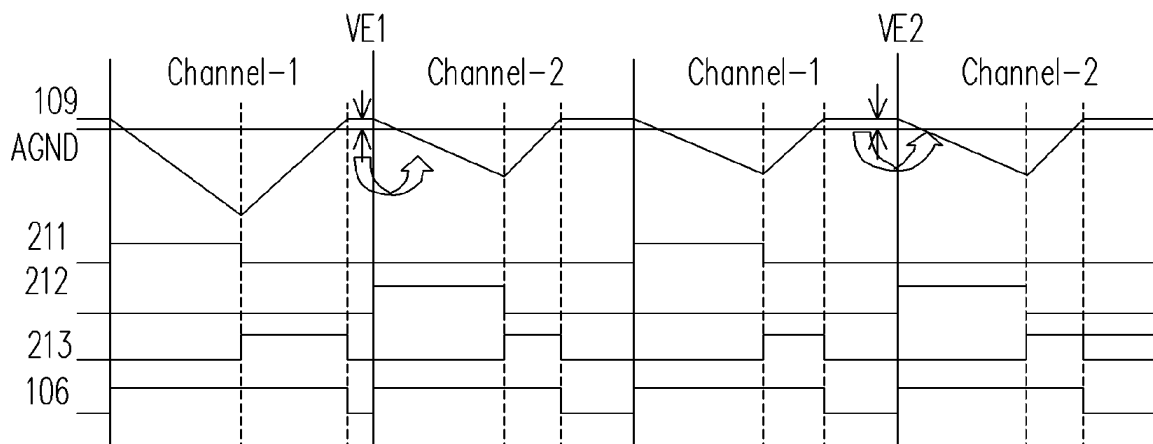 VE1
VE2
Channel-1
Channel-2
Channel-1
Channel-2
109
AGND
211
212
213
106